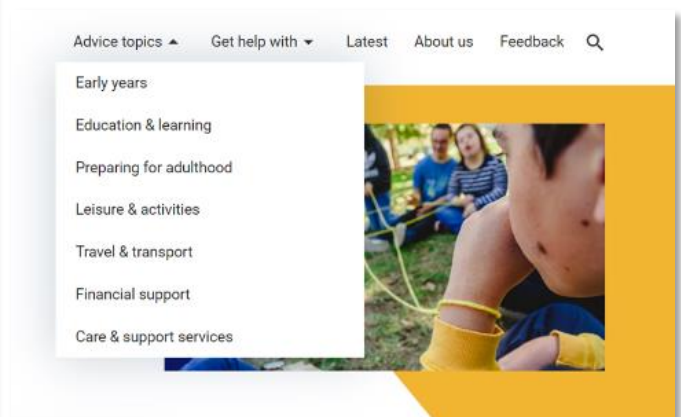 Advice topics Get help with Latest About us Feedback
Early years
Education & learning
Preparing for adulthood
Leisure & activities
Travel & transport
Financial support
Care & support services